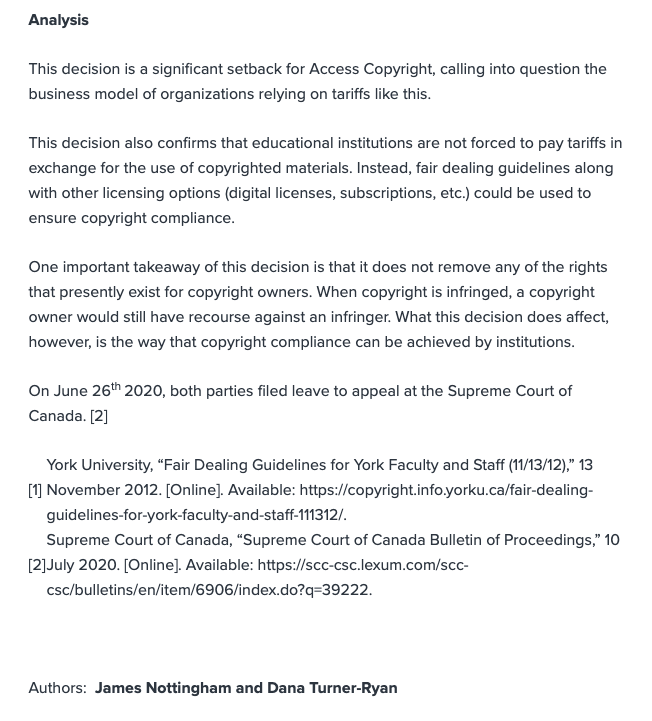 Analysis
This decision is a significant setback for Access Copyright, calling into question the
business model of organizations relying on tariffs like this.
This decision also confirms that educational institutions are not forced to pay tariffs in
exchange for the use of copyrighted materials. Instead, fair dealing guidelines along
with other licensing options (digital licenses, subscriptions, etc.) could be used to
ensure copyright compliance.
One important takeaway of this decision is that it does not remove any of the rights
that presently exist for copyright owners. When copyright is infringed, a copyright
owner would still have recourse against an infringer. What this decision does affect,
however, is the way that copyright compliance can be achieved by institutions.
On June 26th 2020, both parties filed leave to appeal at the Supreme Court of
Canada. [2]
York University, “Fair Dealing Guidelines for York Faculty and Staff (11/13/12),” 13
[1] November 2012. [Online]. Available: https://copyright.info.yorku.ca/fair-dealing-
guidelines-for-york-faculty-and-staff-111312/.
Supreme Court of Canada, “Supreme Court of Canada Bulletin of Proceedings,” 10
[2]July 2020. [Online]. Available: https://scc-csc.lexum.com/scc-
csc/bulletins/en/item/6906/index.do?q=39222.
Authors: James Nottingham and Dana Turner-Ryan